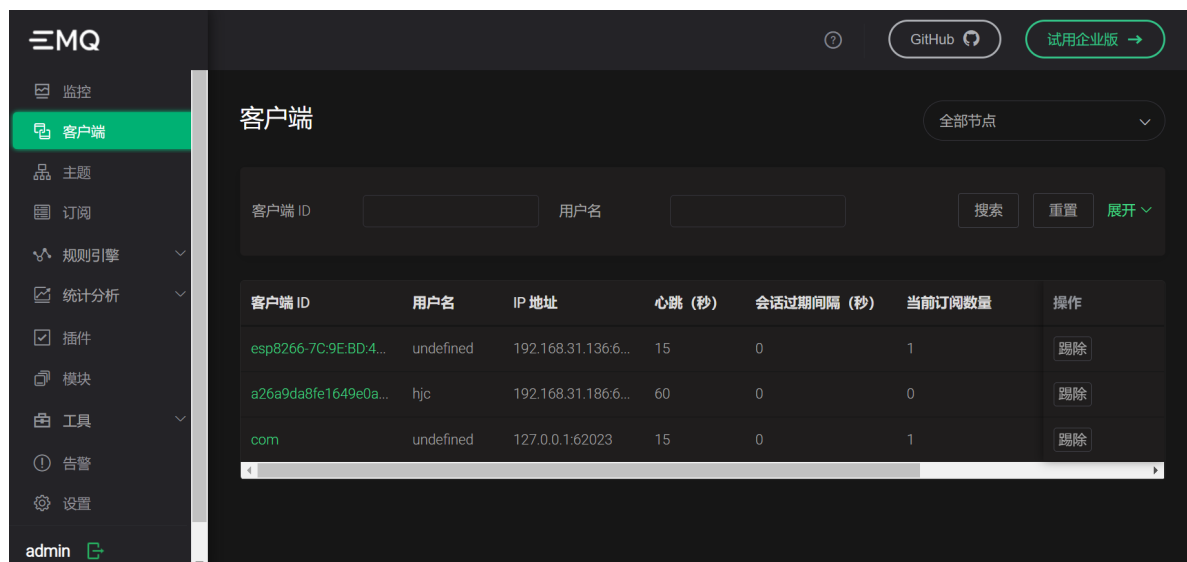 EMQ
GitHub
试用企业版 →
监控
客户端
主题
订阅
规则引擎
统计分析
插件
模块
工具
告警
设置
admin
客户端
全部节点
客户端 ID
用户名
搜索
重置
展开
客户端 ID 用户名 IP 地址 心跳（秒） 会话过期间隔（秒） 当前订阅数量 操作
esp8266-7C:9E:BD:4... undefined 192.168.31.136:6... 15 0 1 踢除
a26a9da8fe1649e0a... hjc 192.168.31.186:6... 60 0 0 踢除
com undefined 127.0.0.1:62023 15 0 1 踢除